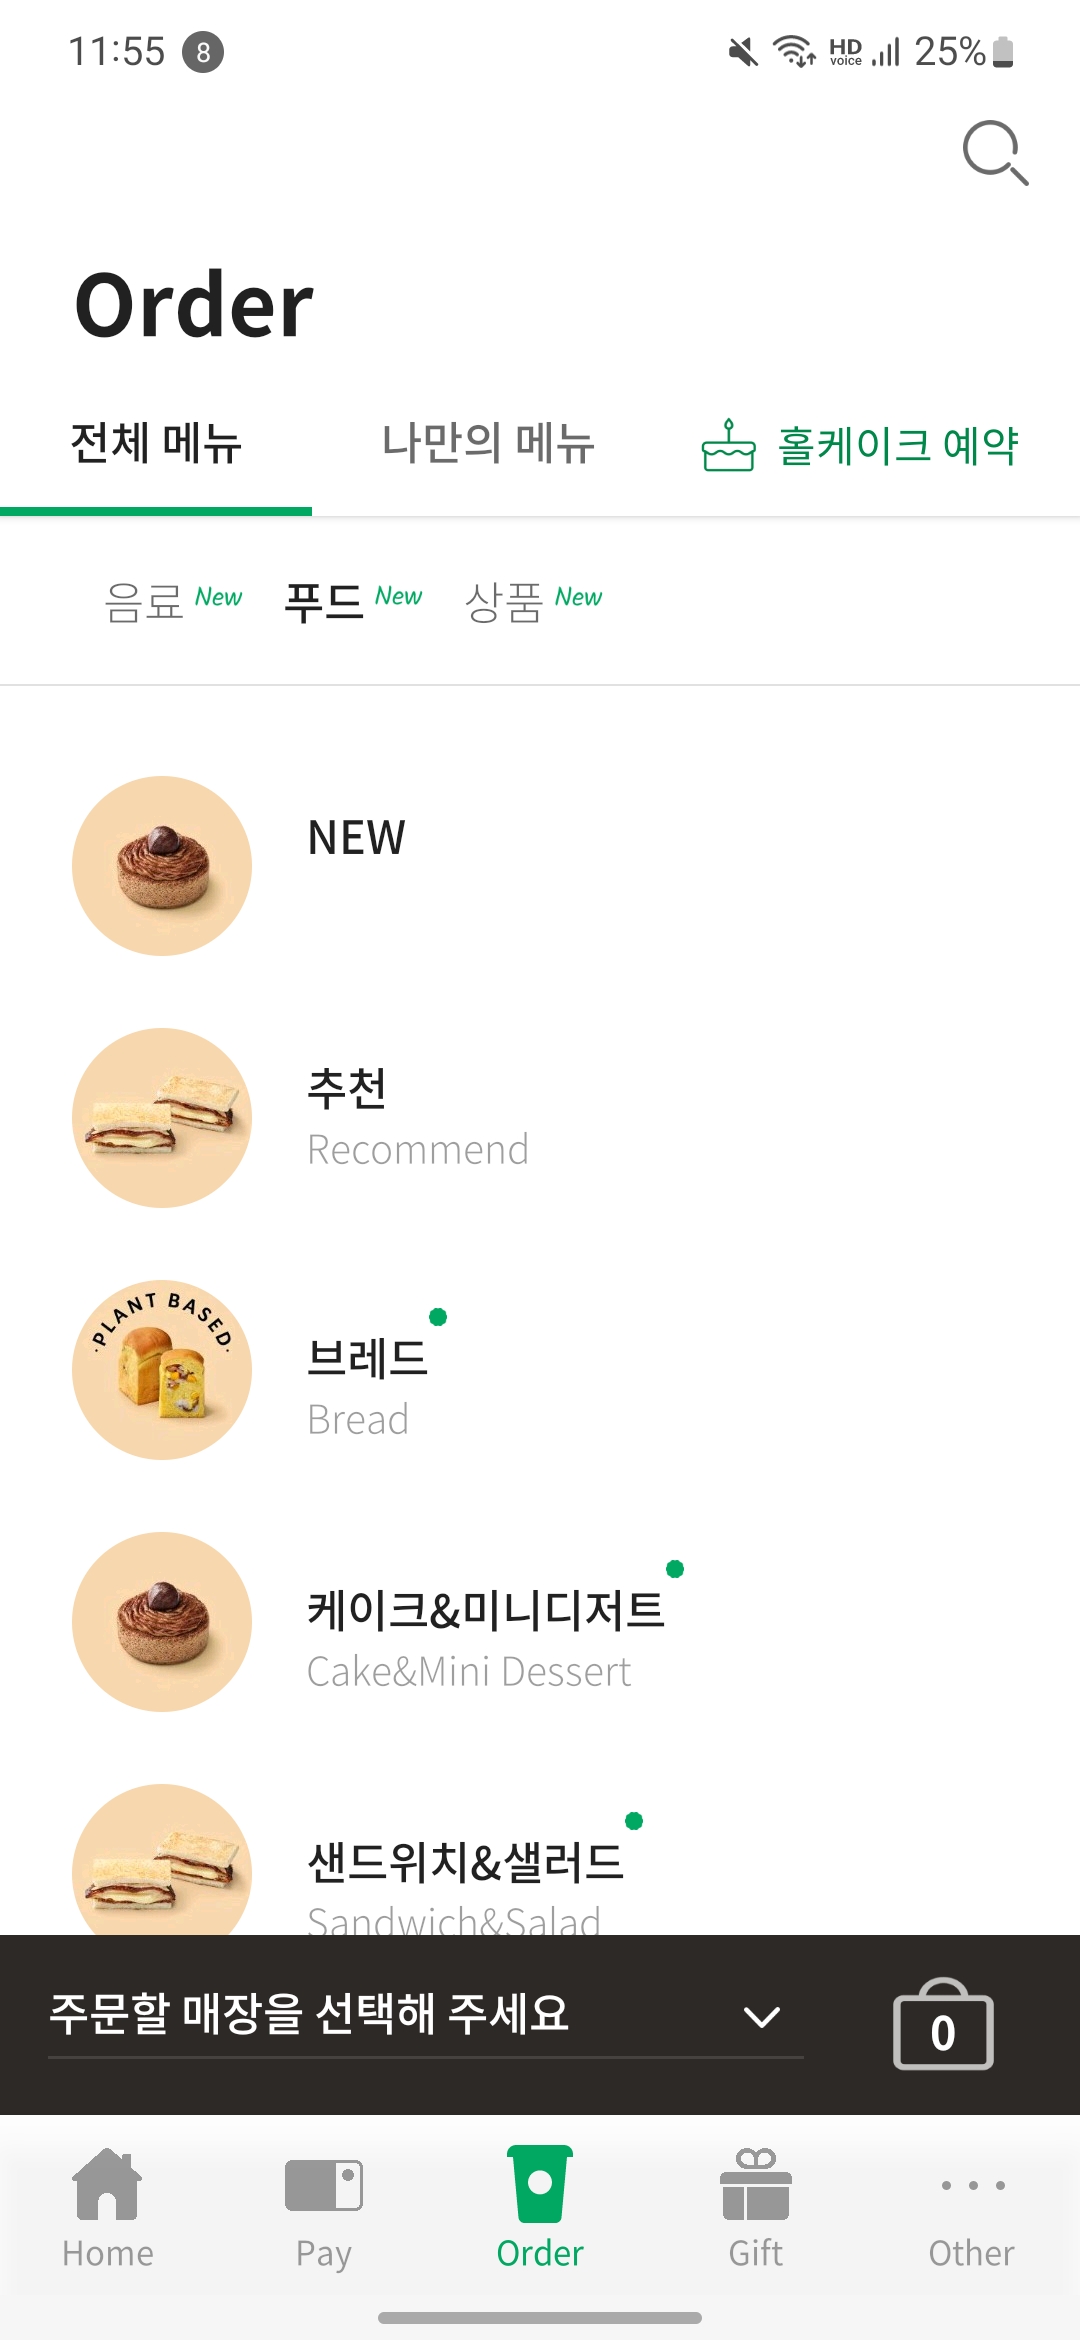 11:55 8 HD voice 25%
Order
전체 메뉴 나만의 메뉴 홀케이크 예약
음료 New 푸드 New 상품 New
NEW
추천
Recommend
·PLANT BASED·
브레드
Bread
케이크&미니디저트
Cake&Mini Dessert
샌드위치&샐러드
Sandwich&Salad
주문할 매장을 선택해 주세요 0
Home Pay Order Gift Other